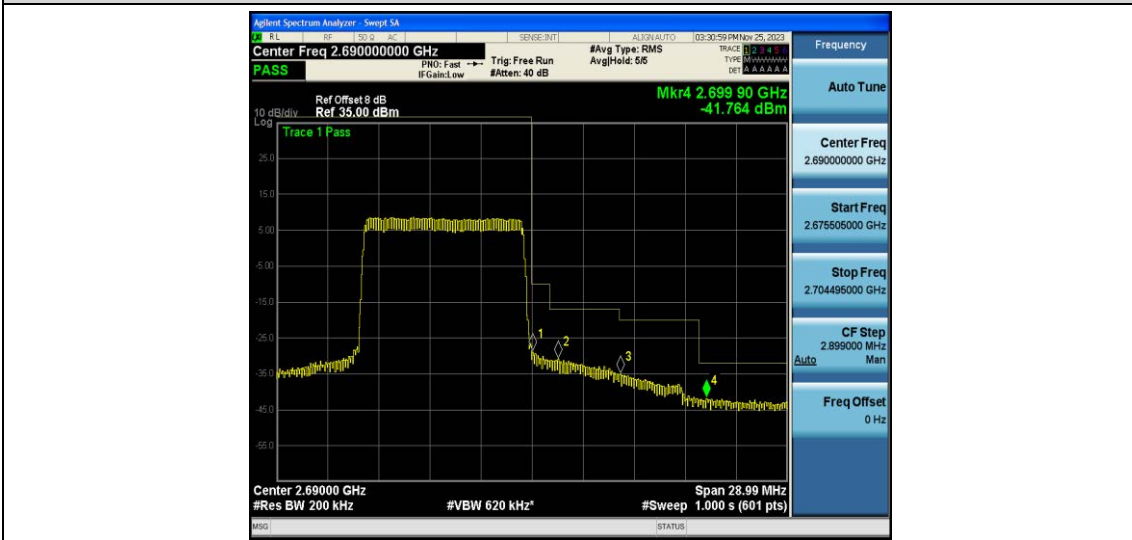 Agilent Spectrum Analyzer - Swept SA
RL RF 50 Ω AC SENSE:INT ALIGN AUTO 03:30:59 PM Nov 25, 2023
Center Freq 2.690000000 GHz #Avg Type: RMS TRACE 1 2 3 4 5 6
PASS PNO: Fast Trig: Free Run Avg|Hold: 5/5 TYPE M
IFGain:Low #Atten: 40 dB DET A A A A A A
Mkr4 2.699 90 GHz
-41.764 dBm
Ref Offset 8 dB
10 dB/div Ref 35.00 dBm
Log
Trace 1 Pass
25.0
15.0
5.00
-5.00
-15.0
-25.0
-35.0
-45.0
-55.0
1
2
3
4
Center 2.69000 GHz Span 28.99 MHz
#Res BW 200 kHz #VBW 620 kHz* #Sweep 1.000 s (601 pts)
MSG STATUS
Frequency
Auto Tune
Center Freq
2.690000000 GHz
Start Freq
2.675505000 GHz
Stop Freq
2.704495000 GHz
CF Step
2.899000 MHz
Auto Man
Freq Offset
0 Hz